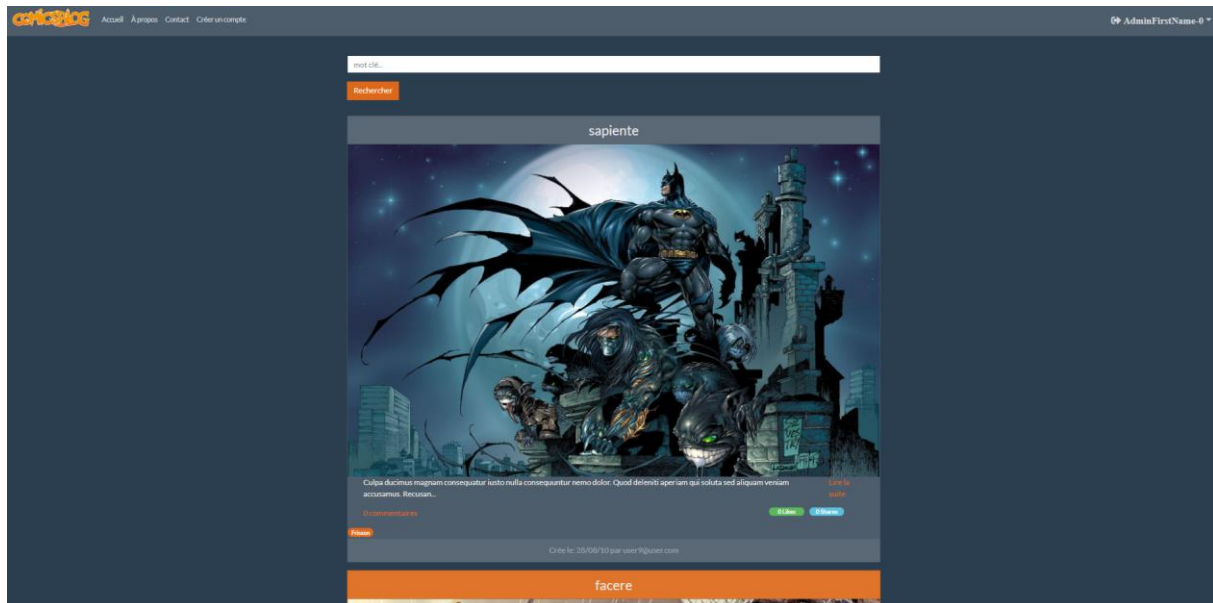 COMICSBLOG Accueil À propos Contact Créer un compte AdminFirstName-0
mot clé...
Rechercher
sapiente
Culpa ducimus magnam consequatur iusto nulla consequuntur nemo dolor. Quod deleniti aperiam qui soluta sed aliquam veniam
accusamus. Recusan...
Lire la
suite
0 commentaires
0 Likes 0 Shares
Frisson
Crée le: 28/08/10 par user9@user.com
facere